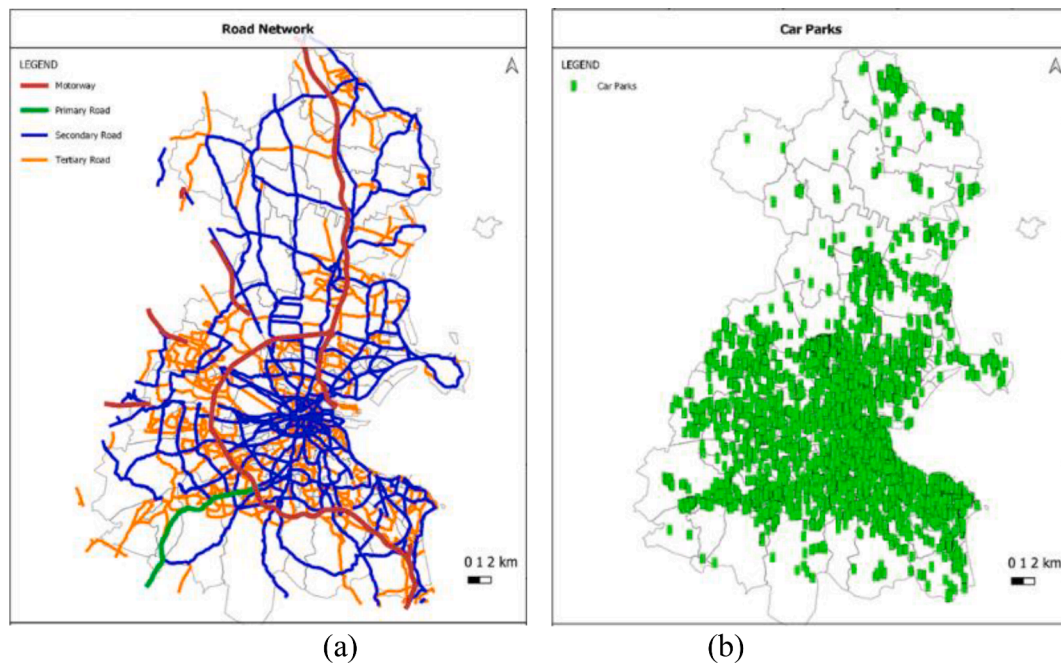 Road Network
LEGEND
Motorway
Primary Road
Secondary Road
Tertiary Road
0 1 2 km
(a)
Car Parks
LEGEND
Car Parks
0 1 2 km
(b)